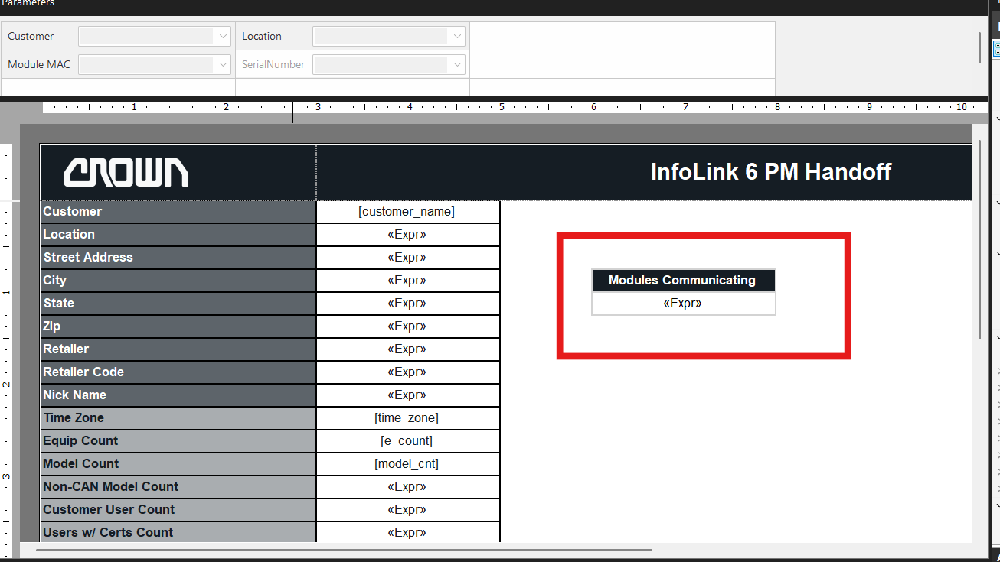 Parameters
Customer Location
Module MAC SerialNumber
1 2 3 4 5 6 7 8 9 10
CROWN InfoLink 6 PM Handoff
Customer [customer_name]
Location «Expr»
Street Address «Expr»
City «Expr» Modules Communicating
State «Expr» «Expr»
Zip «Expr»
Retailer «Expr»
Retailer Code «Expr»
Nick Name «Expr»
Time Zone [time_zone]
Equip Count [e_count]
Model Count [model_cnt]
Non-CAN Model Count «Expr»
Customer User Count «Expr»
Users w/ Certs Count «Expr»
1
2
3